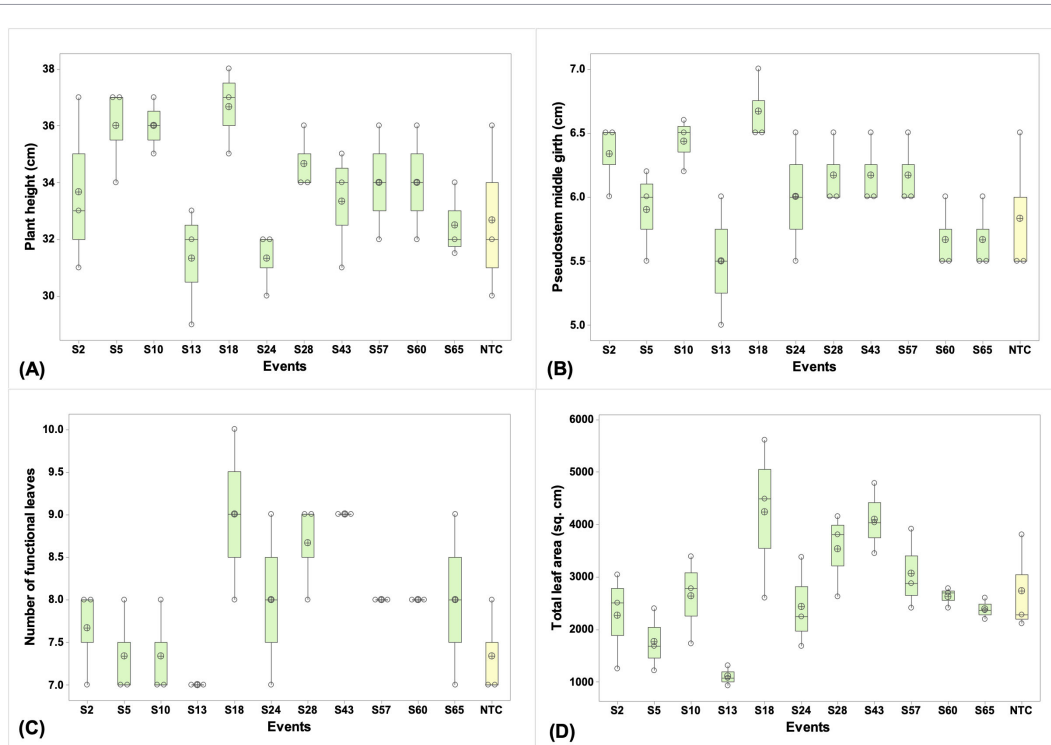 38
36
34
32
30
Plant height (cm)
S2 S5 S10 S13 S18 S24 S28 S43 S57 S60 S65 NTC
Events
(A)
7.0
6.5
6.0
5.5
5.0
Pseudostem middle girth (cm)
S2 S5 S10 S13 S18 S24 S28 S43 S57 S60 S65 NTC
Events
(B)
10.0
9.5
9.0
8.5
8.0
7.5
7.0
Number of functional leaves
S2 S5 S10 S13 S18 S24 S28 S43 S57 S60 S65 NTC
Events
(C)
6000
5000
4000
3000
2000
1000
Total leaf area (sq. cm)
S2 S5 S10 S13 S18 S24 S28 S43 S57 S60 S65 NTC
Events
(D)